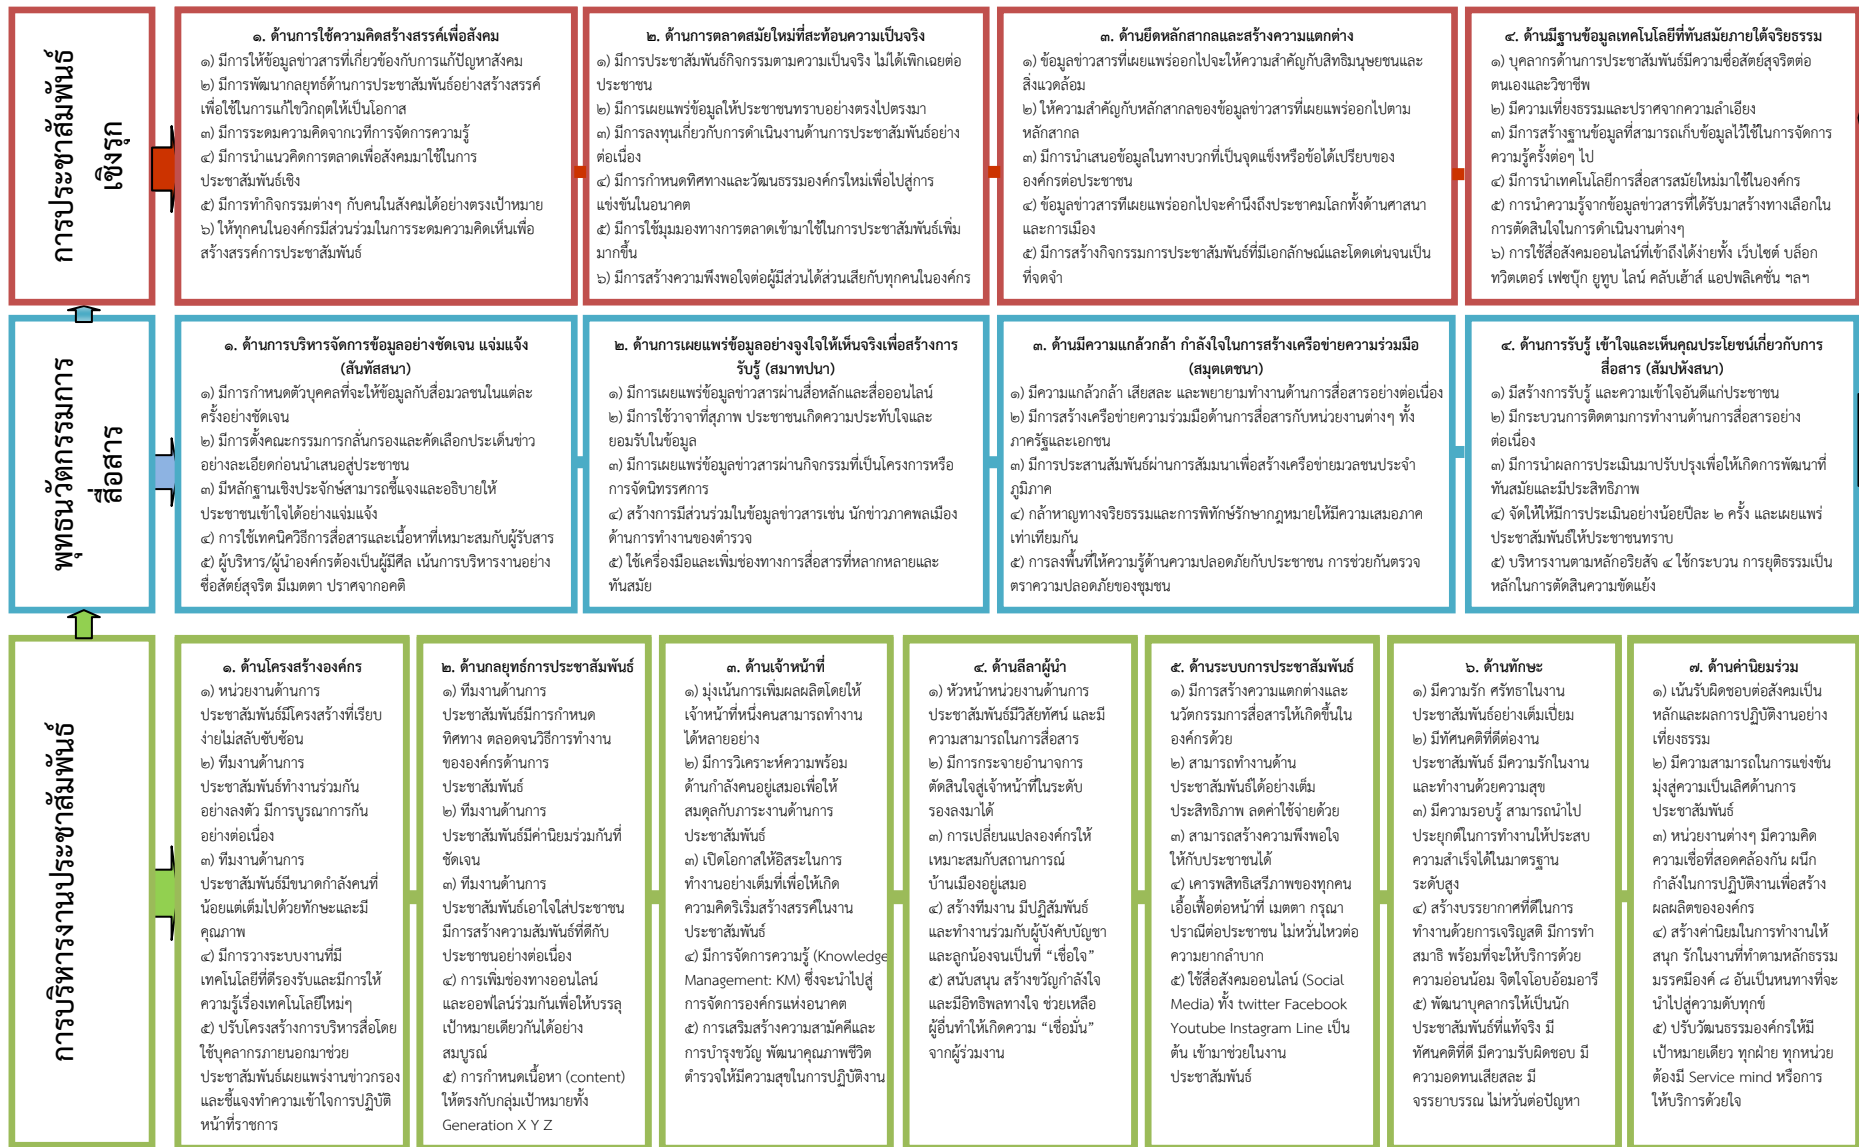 การประชาสัมพันธ์
เชิงรุก
๑. ด้านการใช้ความคิดสร้างสรรค์เพื่อสังคม
๑) มีการให้ข้อมูลข่าวสารที่เกี่ยวข้องกับการแก้ปัญหาสังคม
๒) มีการพัฒนากลยุทธ์ด้านการประชาสัมพันธ์อย่างสร้างสรรค์
เพื่อใช้ในการแก้ไขวิกฤตให้เป็นโอกาส
๓) มีการระดมความคิดจากเวทีการจัดการความรู้
๔) มีการนำแนวคิดการตลาดเพื่อสังคมมาใช้ในการ
ประชาสัมพันธ์เชิง
๕) มีการทำกิจกรรมต่างๆ กับคนในสังคมได้อย่างตรงเป้าหมาย
๖) ให้ทุกคนในองค์กรมีส่วนร่วมในการระดมความคิดเห็นเพื่อ
สร้างสรรค์การประชาสัมพันธ์
๒. ด้านการตลาดสมัยใหม่ที่สะท้อนความเป็นจริง
๑) มีการประชาสัมพันธ์กิจกรรมตามความเป็นจริง ไม่ได้เพิกเฉยต่อ
ประชาชน
๒) มีการเผยแพร่ข้อมูลให้ประชาชนทราบอย่างตรงไปตรงมา
๓) มีการลงทุนเกี่ยวกับการดำเนินงานด้านการประชาสัมพันธ์อย่าง
ต่อเนื่อง
๔) มีการกำหนดทิศทางและวัฒนธรรมองค์กรใหม่เพื่อไปสู่การ
แข่งขันในอนาคต
๕) มีการใช้มุมมองทางการตลาดเข้ามาใช้ในการประชาสัมพันธ์เพิ่ม
มากขึ้น
๖) มีการสร้างความพึงพอใจต่อผู้มีส่วนได้ส่วนเสียกับทุกคนในองค์กร
๓. ด้านยึดหลักสากลและสร้างความแตกต่าง
๑) ข้อมูลข่าวสารที่เผยแพร่ออกไปจะให้ความสำคัญกับสิทธิมนุษยชนและ
สิ่งแวดล้อม
๒) ให้ความสำคัญกับหลักสากลของข้อมูลข่าวสารที่เผยแพร่ออกไปตาม
หลักสากล
๓) มีการนำเสนอข้อมูลในทางบวกที่เป็นจุดแข็งหรือข้อได้เปรียบของ
องค์กรต่อประชาชน
๔) ข้อมูลข่าวสารที่เผยแพร่ออกไปจะคำนึงถึงประชาคมโลกทั้งด้านศาสนา
และการเมือง
๕) มีการสร้างกิจกรรมการประชาสัมพันธ์ที่มีเอกลักษณ์และโดดเด่นจนเป็น
ที่จดจำ
๔. ด้านมีฐานข้อมูลเทคโนโลยีที่ทันสมัยภายใต้จริยธรรม
๑) บุคลากรด้านการประชาสัมพันธ์มีความซื่อสัตย์สุจริตต่อ
ตนเองและวิชาชีพ
๒) มีความเที่ยงธรรมและปราศจากความลำเอียง
๓) มีการสร้างฐานข้อมูลที่สามารถเก็บข้อมูลไว้ใช้ในการจัดการ
ความรู้ครั้งต่อๆ ไป
๔) มีการนำเทคโนโลยีการสื่อสารสมัยใหม่มาใช้ในองค์กร
๕) การนำความรู้จากข้อมูลข่าวสารที่ได้รับมาสร้างทางเลือกใน
การตัดสินใจในการดำเนินงานต่างๆ
๖) การใช้สื่อสังคมออนไลน์ที่เข้าถึงได้ง่ายทั้ง เว็บไซต์ บล็อก
ทวิตเตอร์ เฟซบุ๊ก ยูทูบ ไลน์ คลับเฮ้าส์ แอปพลิเคชั่น ฯลฯ
พุทธนวัตกรรมการ
สื่อสาร
๑. ด้านการบริหารจัดการข้อมูลอย่างชัดเจน แจ่มแจ้ง
(สันทัสสนา)
๑) มีการกำหนดตัวบุคคลที่จะให้ข้อมูลกับสื่อมวลชนในแต่ละ
ครั้งอย่างชัดเจน
๒) มีการตั้งคณะกรรมการกลั่นกรองและคัดเลือกประเด็นข่าว
อย่างละเอียดก่อนนำเสนอสู่ประชาชน
๓) มีหลักฐานเชิงประจักษ์สามารถชี้แจงและอธิบายให้
ประชาชนเข้าใจได้อย่างแจ่มแจ้ง
๔) การใช้เทคนิควิธีการสื่อสารและเนื้อหาที่เหมาะสมกับผู้รับสาร
๕) ผู้บริหาร/ผู้นำองค์กรต้องเป็นผู้มีศีล เน้นการบริหารงานอย่าง
ซื่อสัตย์สุจริต มีเมตตา ปราศจากอคติ
๒. ด้านการเผยแพร่ข้อมูลอย่างจูงใจให้เห็นจริงเพื่อสร้างการ
รับรู้ (สมาทปนา)
๑) มีการเผยแพร่ข้อมูลข่าวสารผ่านสื่อหลักและสื่อออนไลน์
๒) มีการใช้วาจาที่สุภาพ ประชาชนเกิดความประทับใจและ
ยอมรับในข้อมูล
๓) มีการเผยแพร่ข้อมูลข่าวสารผ่านกิจกรรมที่เป็นโครงการหรือ
การจัดนิทรรศการ
๔) สร้างการมีส่วนร่วมในข้อมูลข่าวสารเช่น นักข่าวภาคพลเมือง
ด้านการทำงานของตำรวจ
๕) ใช้เครื่องมือและเพิ่มช่องทางการสื่อสารที่หลากหลายและ
ทันสมัย
๓. ด้านมีความแกล้วกล้า กำลังใจในการสร้างเครือข่ายความร่วมมือ
(สมุตเตชนา)
๑) มีความแกล้วกล้า เสียสละ และพยายามทำงานด้านการสื่อสารอย่างต่อเนื่อง
๒) มีการสร้างเครือข่ายความร่วมมือด้านการสื่อสารกับหน่วยงานต่างๆ ทั้ง
ภาครัฐและเอกชน
๓) มีการประสานสัมพันธ์ผ่านการสัมมนาเพื่อสร้างเครือข่ายมวลชนประจำ
ภูมิภาค
๔) กล้าหาญทางจริยธรรมและการพิทักษ์รักษากฎหมายให้มีความเสมอภาค
เท่าเทียมกัน
๕) การลงพื้นที่ให้ความรู้ด้านความปลอดภัยกับประชาชน การช่วยกันตรวจ
ตราความปลอดภัยของชุมชน
๔. ด้านการรับรู้ เข้าใจและเห็นคุณประโยชน์เกี่ยวกับการ
สื่อสาร (สัมปหังสนา)
๑) มีสร้างการรับรู้ และความเข้าใจอันดีแก่ประชาชน
๒) มีกระบวนการติดตามการทำงานด้านการสื่อสารอย่าง
ต่อเนื่อง
๓) มีการนำผลการประเมินมาปรับปรุงเพื่อให้เกิดการพัฒนาที่
ทันสมัยและมีประสิทธิภาพ
๔) จัดให้ให้มีการประเมินอย่างน้อยปีละ ๒ ครั้ง และเผยแพร่
ประชาสัมพันธ์ให้ประชาชนทราบ
๕) บริหารงานตามหลักอริยสัจ ๔ ใช้กระบวน การยุติธรรมเป็น
หลักในการตัดสินความขัดแย้ง
การบริหารงานประชาสัมพันธ์
๑. ด้านโครงสร้างองค์กร
๑) หน่วยงานด้านการ
ประชาสัมพันธ์มีโครงสร้างที่เรียบ
ง่ายไม่สลับซับซ้อน
๒) ทีมงานด้านการ
ประชาสัมพันธ์ทำงานร่วมกัน
อย่างลงตัว มีการบูรณาการกัน
อย่างต่อเนื่อง
๓) ทีมงานด้านการ
ประชาสัมพันธ์มีขนาดกำลังคนที่
น้อยแต่เต็มไปด้วยทักษะและมี
คุณภาพ
๔) มีการวางระบบงานที่มี
เทคโนโลยีที่ดีรองรับและมีการให้
ความรู้เรื่องเทคโนโลยีใหม่ๆ
๕) ปรับโครงสร้างการบริหารสื่อโดย
ใช้บุคลากรภายนอกมาช่วย
ประชาสัมพันธ์เผยแพร่งานข่าวกรอง
และชี้แจงทำความเข้าใจการปฏิบัติ
หน้าที่ราชการ
๒. ด้านกลยุทธ์การประชาสัมพันธ์
๑) ทีมงานด้านการ
ประชาสัมพันธ์มีการกำหนด
ทิศทาง ตลอดจนวิธีการทำงาน
ขององค์กรด้านการ
ประชาสัมพันธ์
๒) ทีมงานด้านการ
ประชาสัมพันธ์มีค่านิยมร่วมกันที่
ชัดเจน
๓) ทีมงานด้านการ
ประชาสัมพันธ์เอาใจใส่ประชาชน
มีการสร้างความสัมพันธ์ที่ดีกับ
ประชาชนอย่างต่อเนื่อง
๔) การเพิ่มช่องทางออนไลน์
และออฟไลน์ร่วมกันเพื่อให้บรรลุ
เป้าหมายเดียวกันได้อย่าง
สมบูรณ์
๕) การกำหนดเนื้อหา (content)
ให้ตรงกับกลุ่มเป้าหมายทั้ง
Generation X Y Z
๓. ด้านเจ้าหน้าที่
๑) มุ่งเน้นการเพิ่มผลผลิตโดยให้
เจ้าหน้าที่หนึ่งคนสามารถทำงาน
ได้หลายอย่าง
๒) มีการวิเคราะห์ความพร้อม
ด้านกำลังคนอยู่เสมอเพื่อให้
สมดุลกับภาระงานด้านการ
ประชาสัมพันธ์
๓) เปิดโอกาสให้อิสระในการ
ทำงานอย่างเต็มที่เพื่อให้เกิด
ความคิดริเริ่มสร้างสรรค์ในงาน
ประชาสัมพันธ์
๔) มีการจัดการความรู้ (Knowledge
Management: KM) ซึ่งจะนำไปสู่
การจัดการองค์กรแห่งอนาคต
๕) การเสริมสร้างความสามัคคีและ
การบำรุงขวัญ พัฒนาคุณภาพชีวิต
ตำรวจให้มีความสุขในการปฏิบัติงาน
๔. ด้านลีลาผู้นำ
๑) หัวหน้าหน่วยงานด้านการ
ประชาสัมพันธ์มีวิสัยทัศน์ และมี
ความสามารถในการสื่อสาร
๒) มีการกระจายอำนาจการ
ตัดสินใจสู่เจ้าหน้าที่ในระดับ
รองลงมาได้
๓) การเปลี่ยนแปลงองค์กรให้
เหมาะสมกับสถานการณ์
บ้านเมืองอยู่เสมอ
๔) สร้างทีมงาน มีปฏิสัมพันธ์
และทำงานร่วมกับผู้บังคับบัญชา
และลูกน้องจนเป็นที่ “เชื่อใจ”
๕) สนับสนุน สร้างขวัญกำลังใจ
และมีอิทธิพลทางใจ ช่วยเหลือ
ผู้อื่นทำให้เกิดความ “เชื่อมั่น”
จากผู้ร่วมงาน
๕. ด้านระบบการประชาสัมพันธ์
๑) มีการสร้างความแตกต่างและ
นวัตกรรมการสื่อสารให้เกิดขึ้นใน
องค์กรด้วย
๒) สามารถทำงานด้าน
ประชาสัมพันธ์ได้อย่างเต็ม
ประสิทธิภาพ ลดค่าใช้จ่ายด้วย
๓) สามารถสร้างความพึงพอใจ
ให้กับประชาชนได้
๔) เคารพสิทธิเสรีภาพของทุกคน
เอื้อเฟื้อต่อหน้าที่ เมตตา กรุณา
ปราณีต่อประชาชน ไม่หวั่นไหวต่อ
ความยากลำบาก
๕) ใช้สื่อสังคมออนไลน์ (Social
Media) ทั้ง twitter Facebook
Youtube Instagram Line เป็น
ต้น เข้ามาช่วยในงาน
ประชาสัมพันธ์
๖. ด้านทักษะ
๑) มีความรัก ศรัทธาในงาน
ประชาสัมพันธ์อย่างเต็มเปี่ยม
๒) มีทัศนคติที่ดีต่องาน
ประชาสัมพันธ์ มีความรักในงาน
และทำงานด้วยความสุข
๓) มีความรอบรู้ สามารถนำไป
ประยุกต์ในการทำงานให้ประสบ
ความสำเร็จได้ในมาตรฐาน
ระดับสูง
๔) สร้างบรรยากาศที่ดีในการ
ทำงานด้วยการเจริญสติ มีการทำ
สมาธิ พร้อมที่จะให้บริการด้วย
ความอ่อนน้อม จิตใจโอบอ้อมอารี
๕) พัฒนาบุคลากรให้เป็นนัก
ประชาสัมพันธ์ที่แท้จริง มี
ทัศนคติที่ดี มีความรับผิดชอบ มี
ความอดทนเสียสละ มี
จรรยาบรรณ ไม่หวั่นต่อปัญหา
๗. ด้านค่านิยมร่วม
๑) เน้นรับผิดชอบต่อสังคมเป็น
หลักและผลการปฏิบัติงานอย่าง
เที่ยงธรรม
๒) มีความสามารถในการแข่งขัน
มุ่งสู่ความเป็นเลิศด้านการ
ประชาสัมพันธ์
๓) หน่วยงานต่างๆ มีความคิด
ความเชื่อที่สอดคล้องกัน ผนึก
กำลังในการปฏิบัติงานเพื่อสร้าง
ผลผลิตขององค์กร
๔) สร้างค่านิยมในการทำงานให้
สนุก รักในงานที่ทำตามหลักธรรม
มรรคมีองค์ ๘ อันเป็นหนทางที่จะ
นำไปสู่ความดับทุกข์
๕) ปรับวัฒนธรรมองค์กรให้มี
เป้าหมายเดียว ทุกฝ่าย ทุกหน่วย
ต้องมี Service mind หรือการ
ให้บริการด้วยใจ